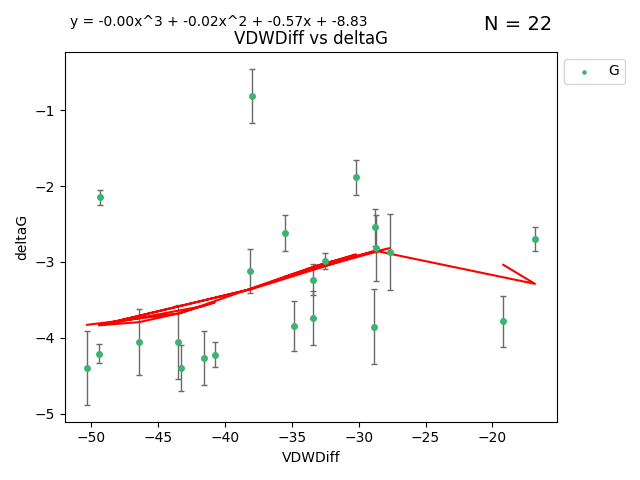 y = -0.00x^3 + -0.02x^2 + -0.57x + -8.83
N = 22
VDWDiff vs deltaG
G
−1
−2
−3
−4
−5
deltaG
−50
−45
−40
−35
−30
−25
−20
VDWDiff